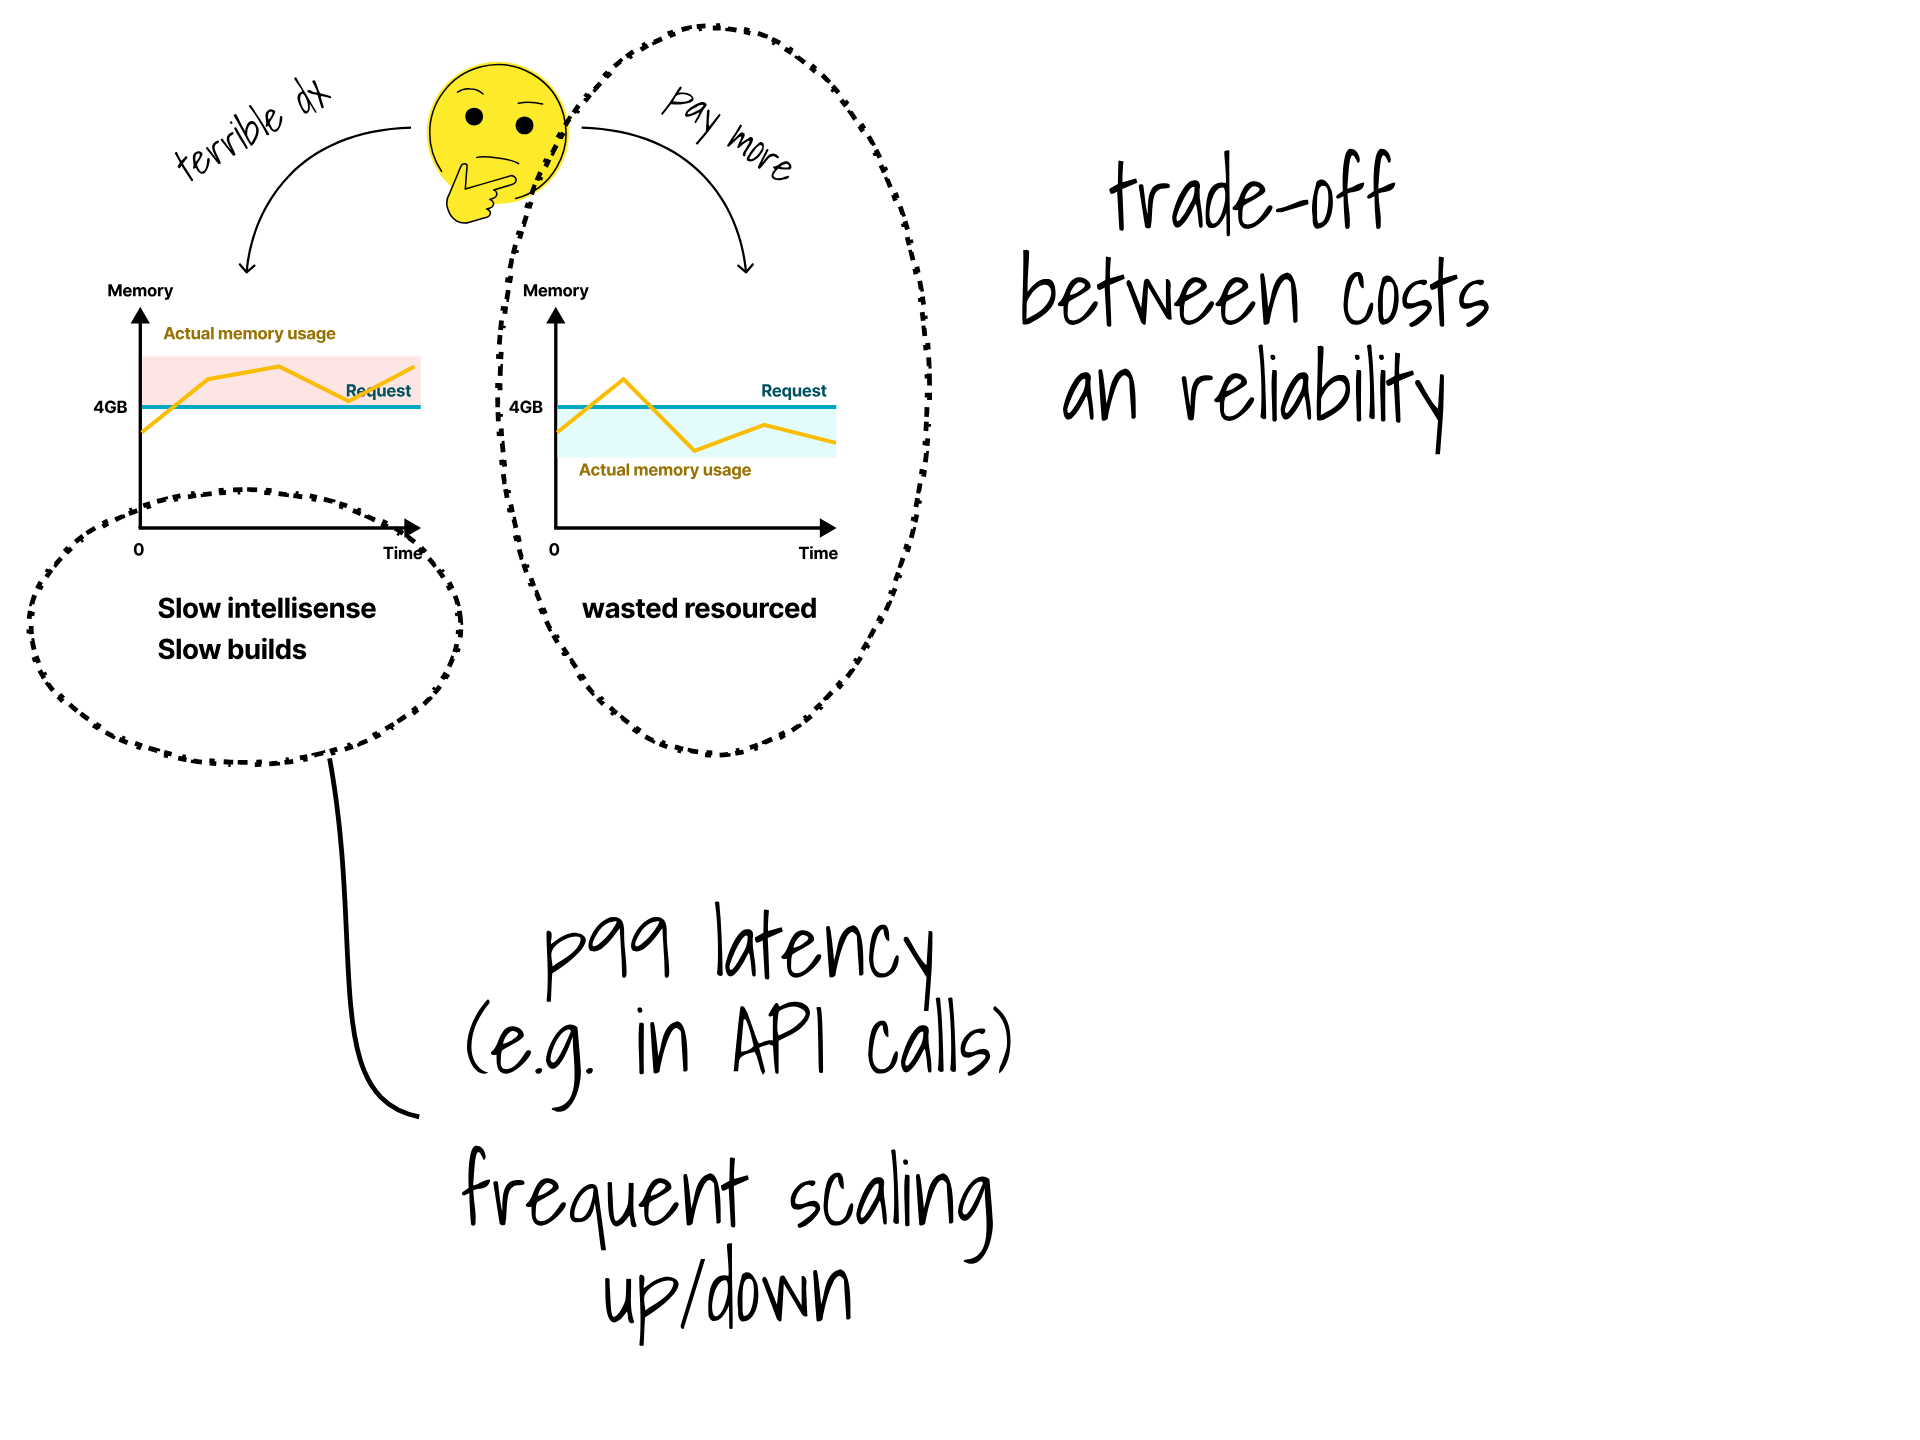 terrible dx
pay more
trade-off
between costs
an reliability
Memory
Actual memory usage
Request
4GB
0
Time
Slow intellisense
Slow builds
Memory
Request
4GB
Actual memory usage
0
Time
wasted resourced
p99 latency
(e.g. in API calls)
frequent scaling
up/down